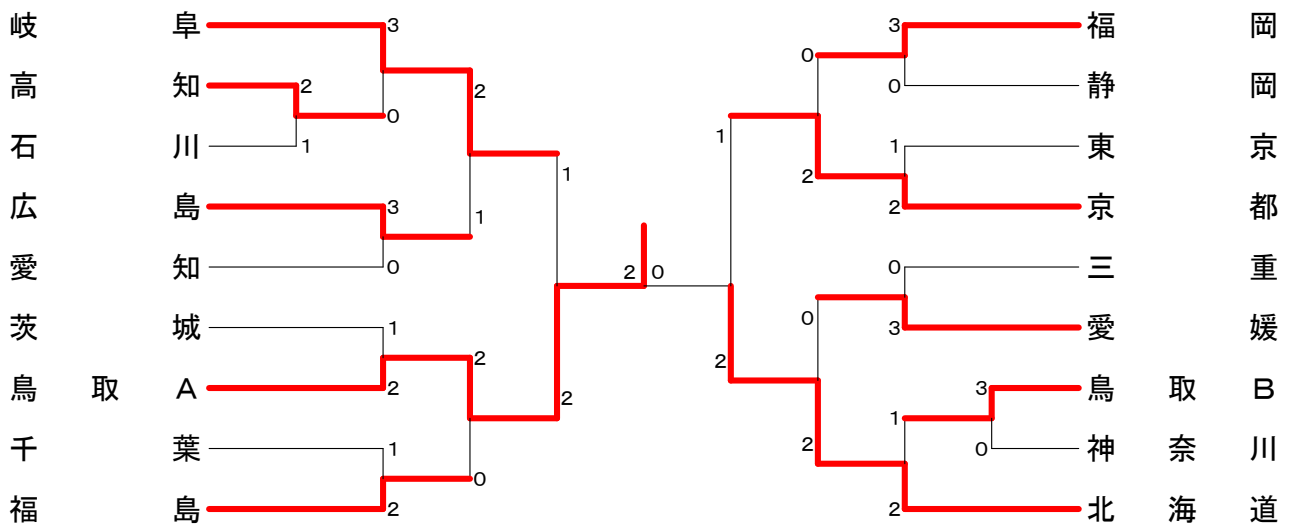 岐阜 3 3 福岡
0
高知 2 2 0 静岡
0
石川 1 1 1 東京
1
広島 3 1 2 2 京都
愛知 0 2 0 0 三重
0
茨城 1 2 2 3 愛媛
鳥取A 2 2 1 3 鳥取B
千葉 1 2 0 神奈川
0
福島 2 2 北海道